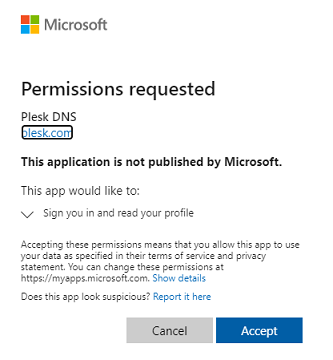 Microsoft
Permissions requested
Plesk DNS
plesk.com
This application is not published by Microsoft.
This app would like to:
Sign you in and read your profile
Accepting these permissions means that you allow this app to use
your data as specified in their terms of service and privacy
statement. You can change these permissions at
https://myapps.microsoft.com. Show details
Does this app look suspicious? Report it here
Cancel Accept